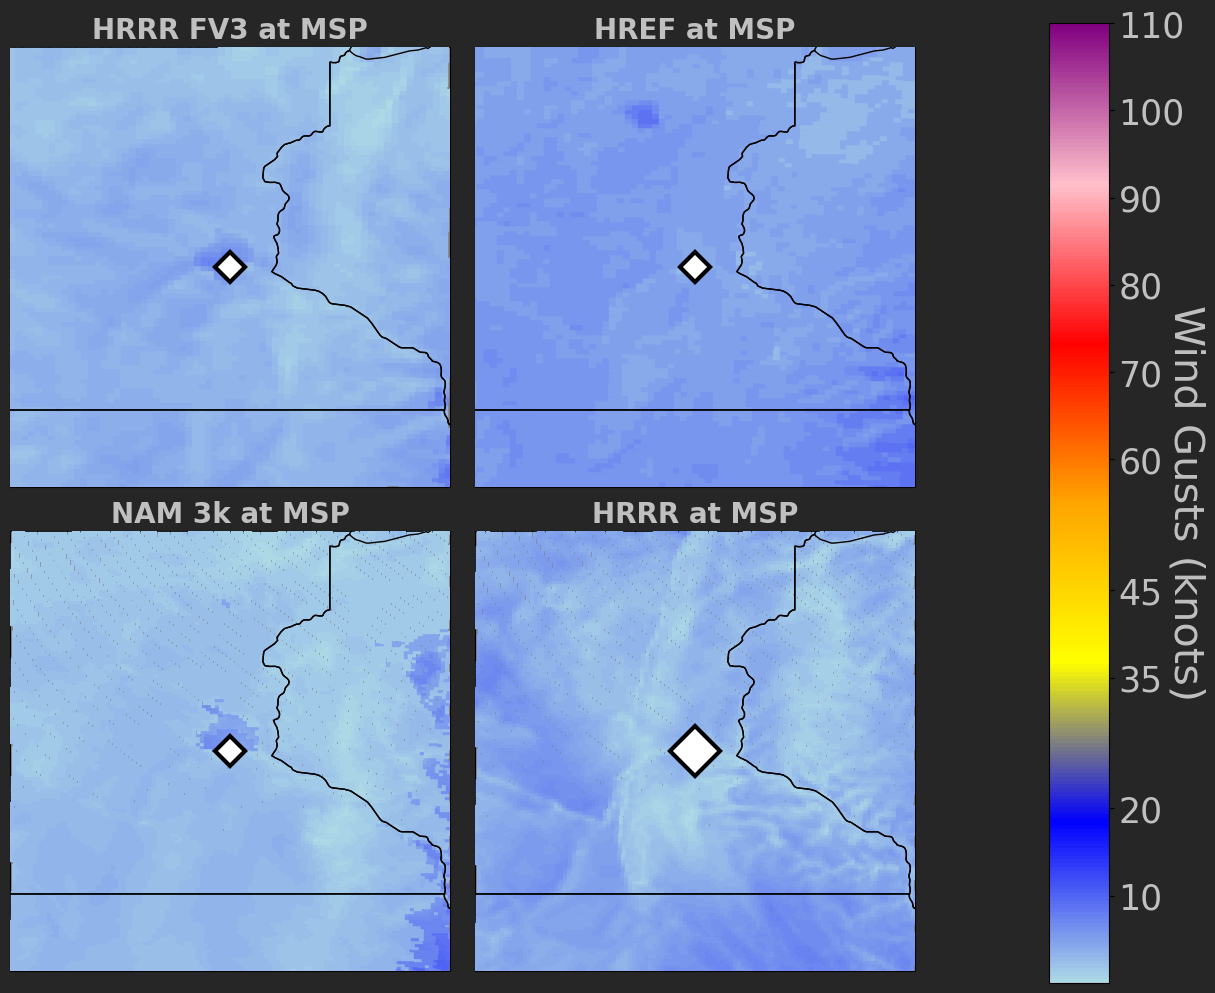 HRRR FV3 at MSP
HREF at MSP
NAM 3k at MSP
HRRR at MSP
110
100
90
80
70
60
45
35
20
10
Wind Gusts (knots)